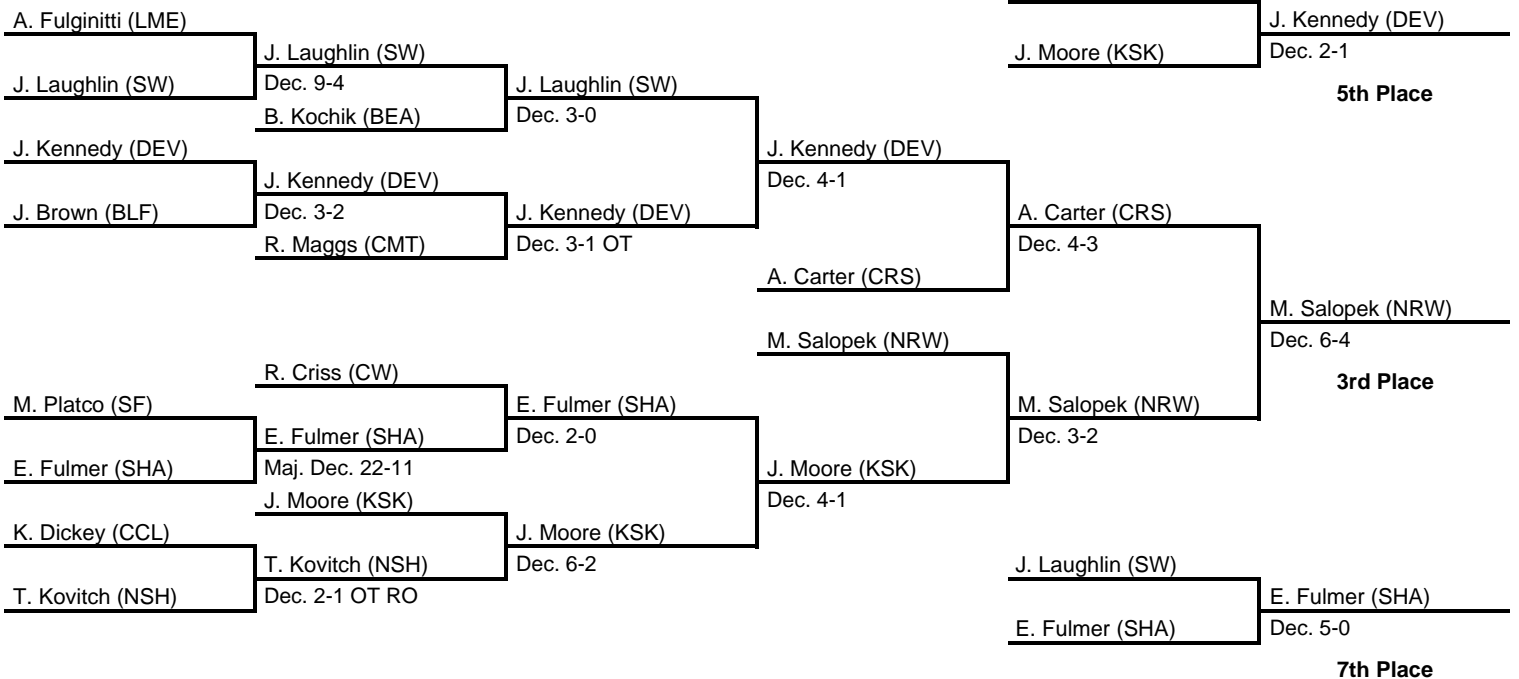 A. Fulginitti (LME)
J. Kennedy (DEV)
J. Laughlin (SW)
J. Moore (KSK)
Dec. 2-1
J. Laughlin (SW)
Dec. 9-4
J. Laughlin (SW)
5th Place
B. Kochik (BEA)
Dec. 3-0
J. Kennedy (DEV)
J. Kennedy (DEV)
J. Kennedy (DEV)
Dec. 4-1
J. Brown (BLF)
Dec. 3-2
J. Kennedy (DEV)
A. Carter (CRS)
R. Maggs (CMT)
Dec. 3-1 OT
Dec. 4-3
A. Carter (CRS)
M. Salopek (NRW)
M. Salopek (NRW)
Dec. 6-4
R. Criss (CW)
3rd Place
M. Platco (SF)
E. Fulmer (SHA)
M. Salopek (NRW)
E. Fulmer (SHA)
Dec. 2-0
Dec. 3-2
E. Fulmer (SHA)
Maj. Dec. 22-11
J. Moore (KSK)
J. Moore (KSK)
Dec. 4-1
K. Dickey (CCL)
J. Moore (KSK)
T. Kovitch (NSH)
Dec. 6-2
J. Laughlin (SW)
T. Kovitch (NSH)
Dec. 2-1 OT RO
E. Fulmer (SHA)
E. Fulmer (SHA)
Dec. 5-0
7th Place